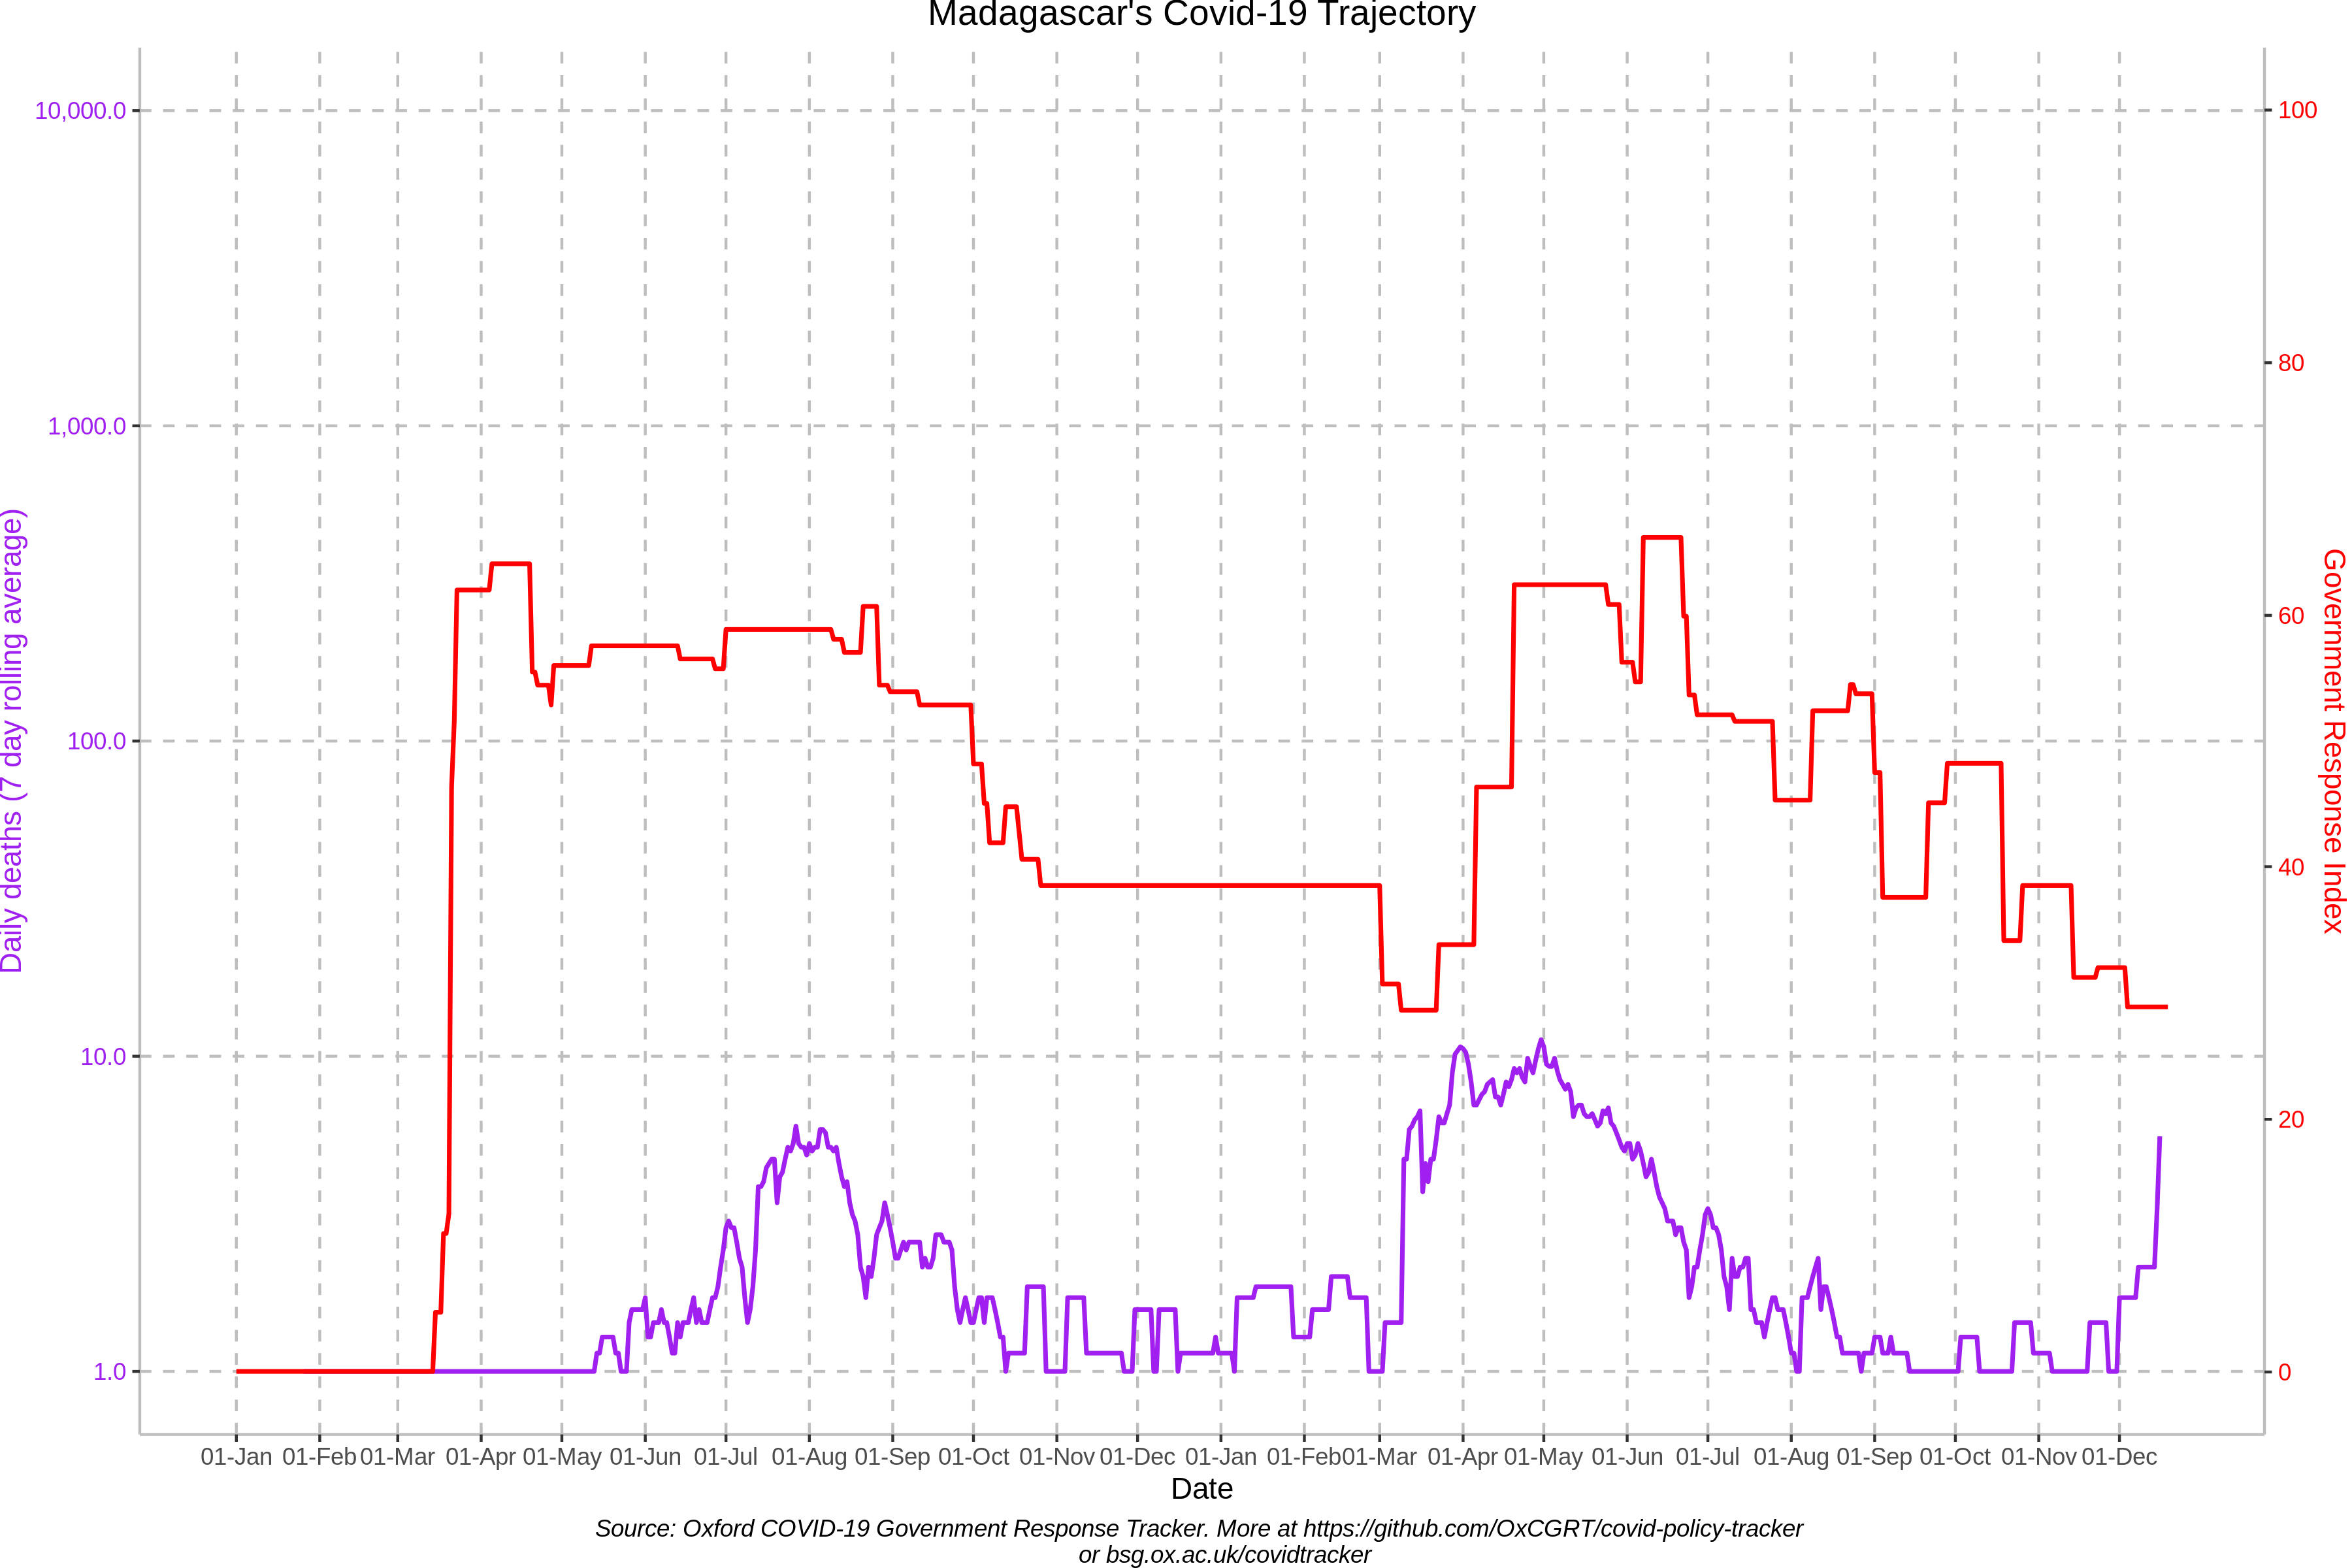 Madagascar's Covid-19 Trajectory
10,000.0
1,000.0
100.0
10.0
1.0
Daily deaths (7 day rolling average)
100
80
60
40
20
0
Government Response Index
01-Jan 01-Feb 01-Mar 01-Apr 01-May 01-Jun 01-Jul 01-Aug 01-Sep 01-Oct 01-Nov 01-Dec 01-Jan 01-Feb 01-Mar 01-Apr 01-May 01-Jun 01-Jul 01-Aug 01-Sep 01-Oct 01-Nov 01-Dec
Date
Source: Oxford COVID-19 Government Response Tracker. More at https://github.com/OxCGRT/covid-policy-tracker
or bsg.ox.ac.uk/covidtracker